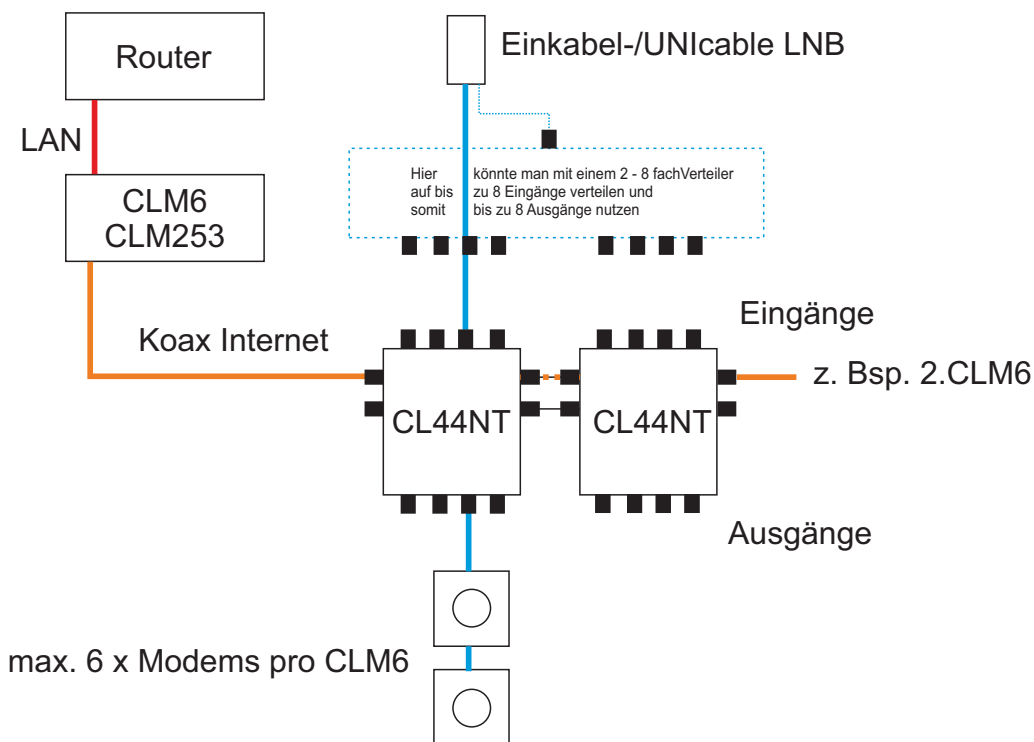 Router
Einkabel-/UNIcable LNB
LAN
Hier könnte man mit einem 2 - 8 fachVerteiler
auf bis zu 8 Eingänge verteilen und
somit bis zu 8 Ausgänge nutzen
CLM6
CLM253
Eingänge
Koax Internet
z. Bsp. 2.CLM6
CL44NT
CL44NT
Ausgänge
max. 6 x Modems pro CLM6